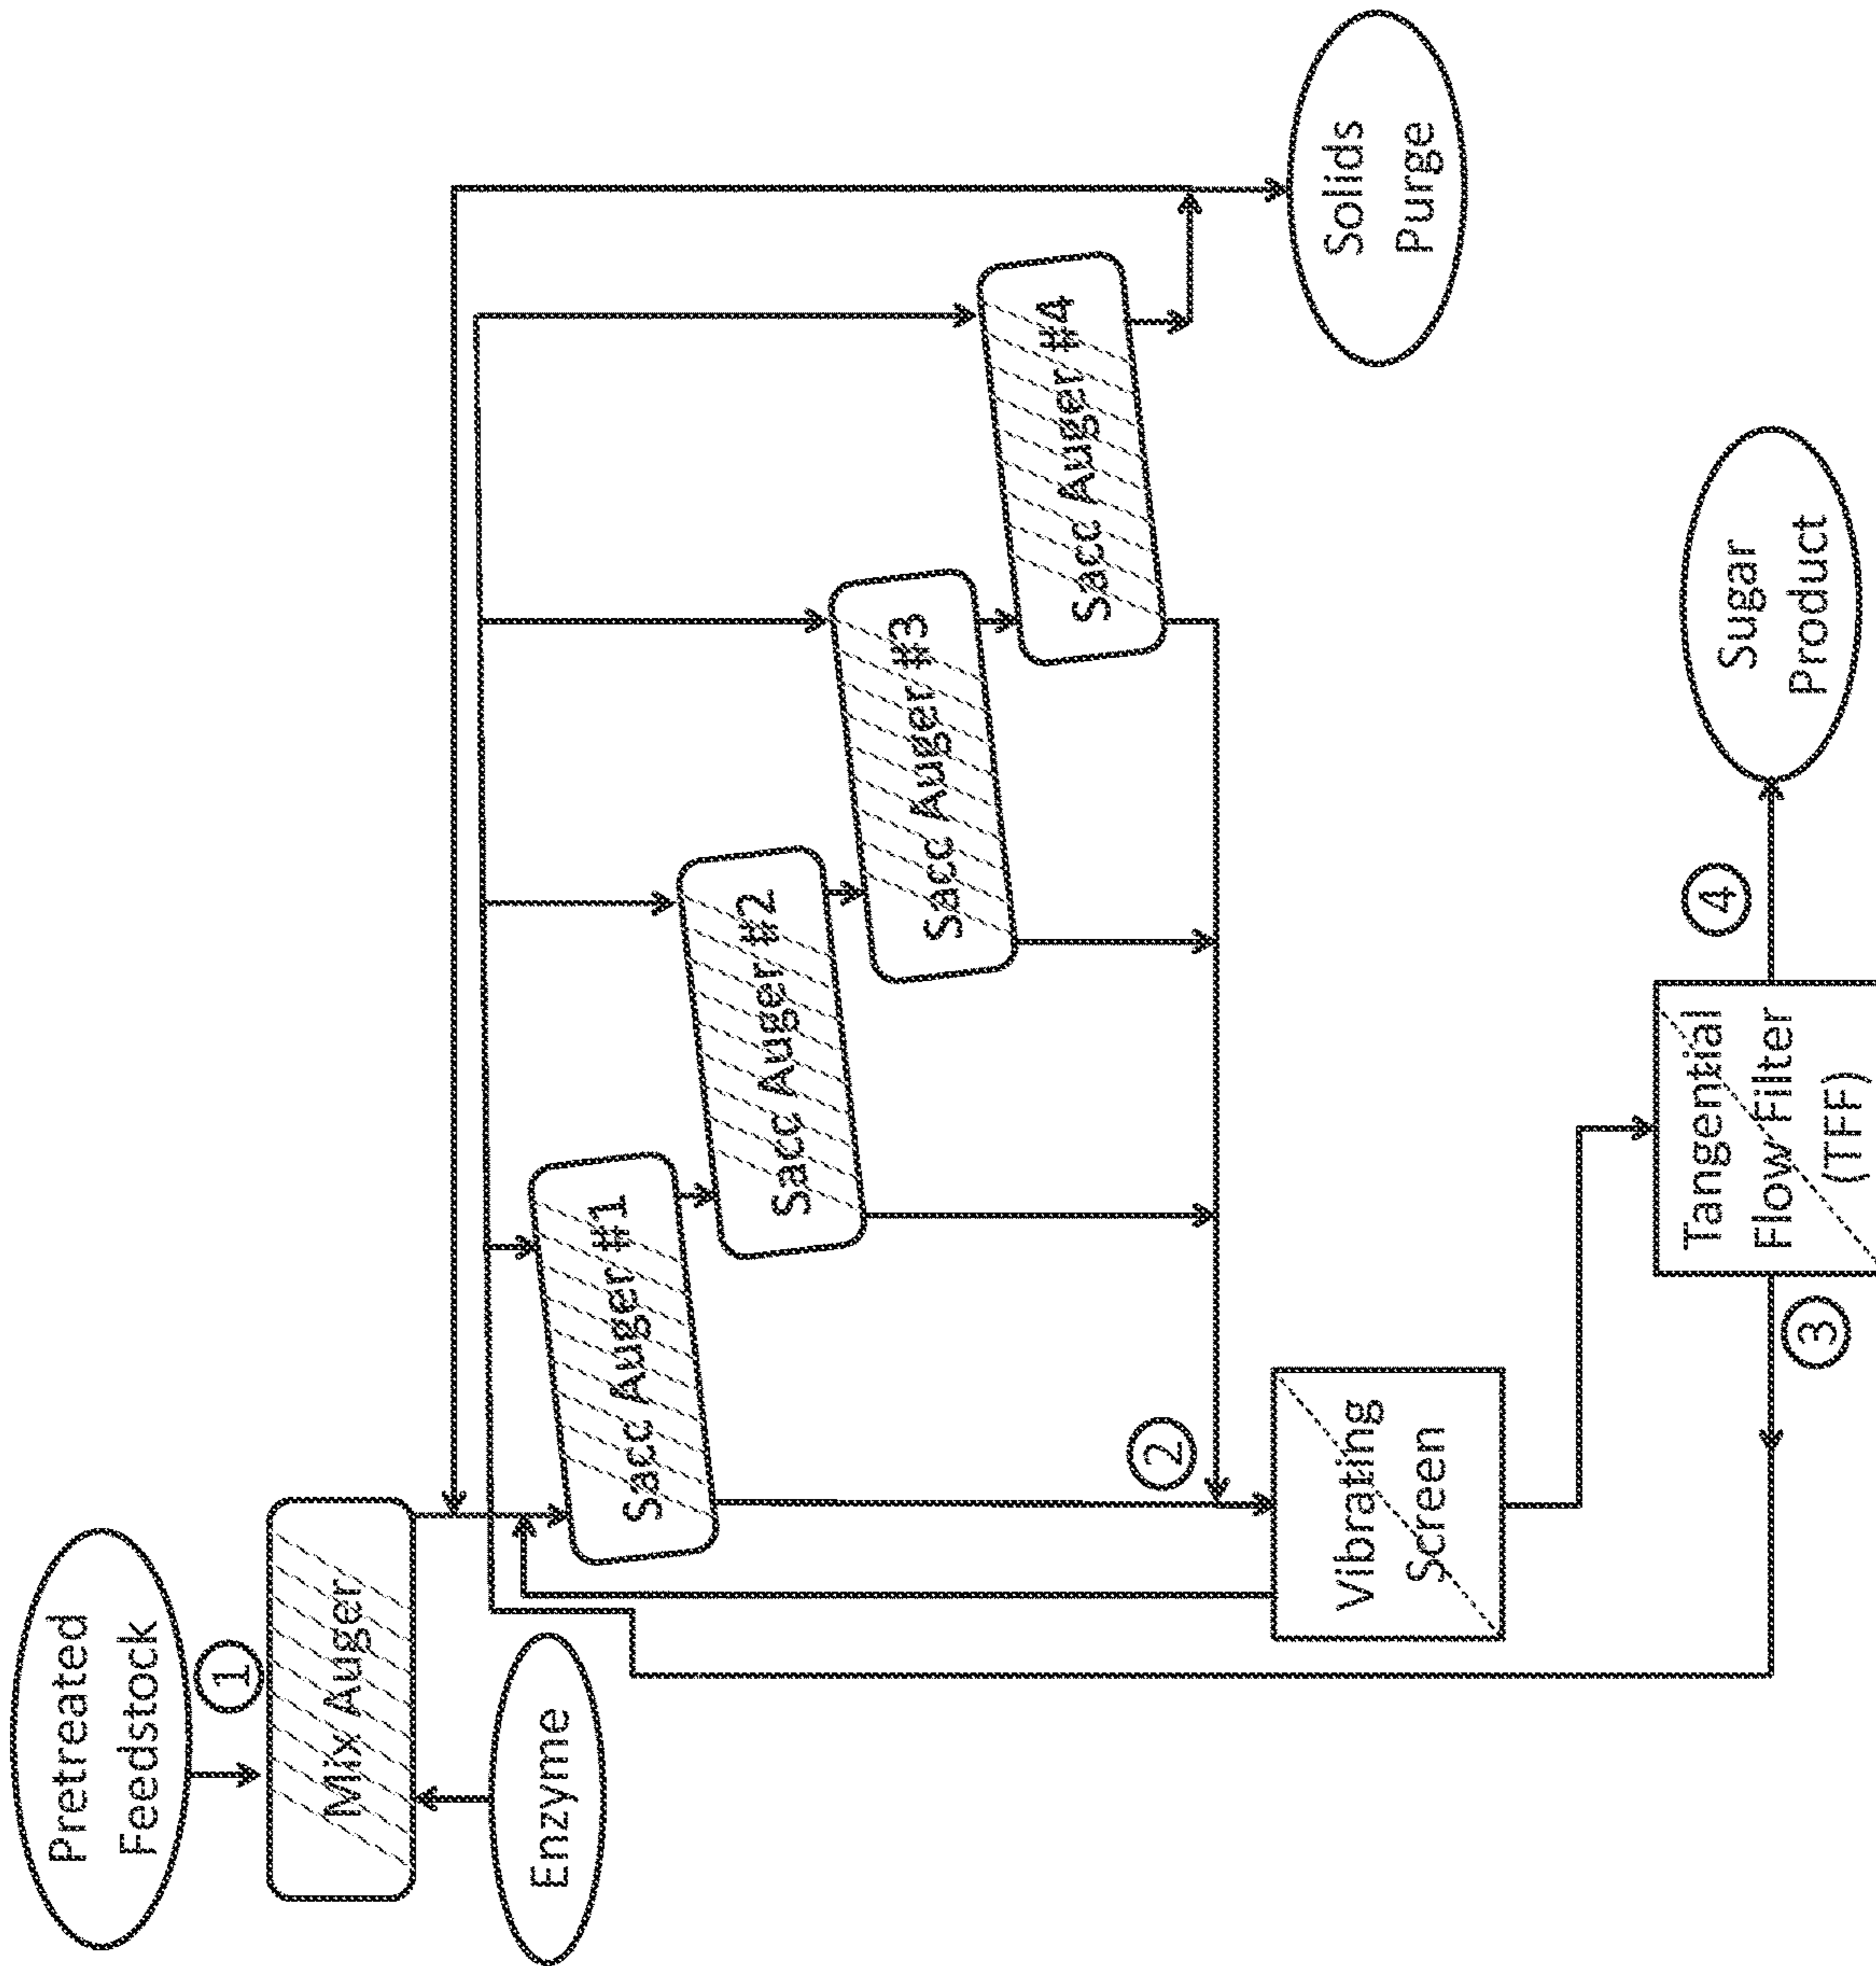 Pretreated
Feedstock
1
Mix Auger
Enzyme
Sacc Auger #1
Sacc Auger #2
Sacc Auger #3
Sacc Auger #4
Solids
Purge
2
Vibrating
Screen
3
Tangential
Flow Filter
(TFF)
4
Sugar
Product